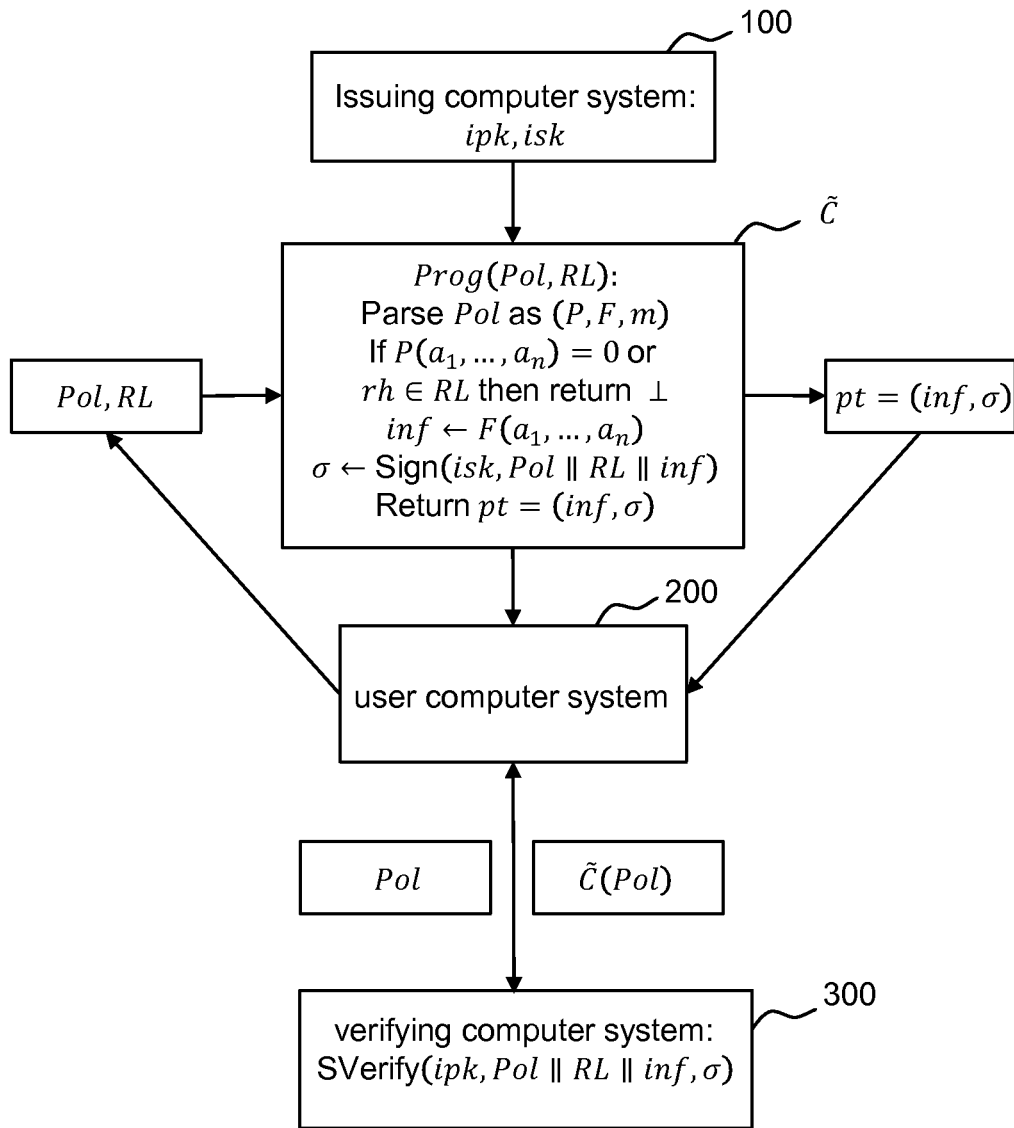 100
Issuing computer system:
ipk, isk
C̃
Prog(Pol, RL):
Parse Pol as (P, F, m)
If P(a₁, …, aₙ) = 0 or
rh ∈ RL then return ⊥
inf ← F(a₁, …, aₙ)
σ ← Sign(isk, Pol ∥ RL ∥ inf)
Return pt = (inf, σ)
Pol, RL
pt = (inf, σ)
200
user computer system
Pol
C̃(Pol)
300
verifying computer system:
SVerify(ipk, Pol ∥ RL ∥ inf, σ)